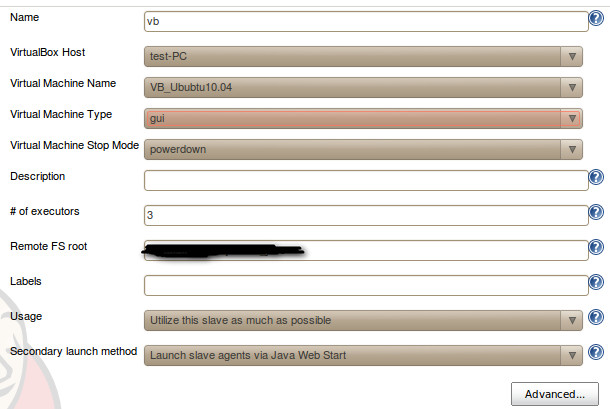 Name vb
VirtualBox Host test-PC
Virtual Machine Name VB_Ububtu10.04
Virtual Machine Type gui
Virtual Machine Stop Mode powerdown
Description
# of executors 3
Remote FS root
Labels
Usage Utilize this slave as much as possible
Secondary launch method Launch slave agents via Java Web Start
Advanced...